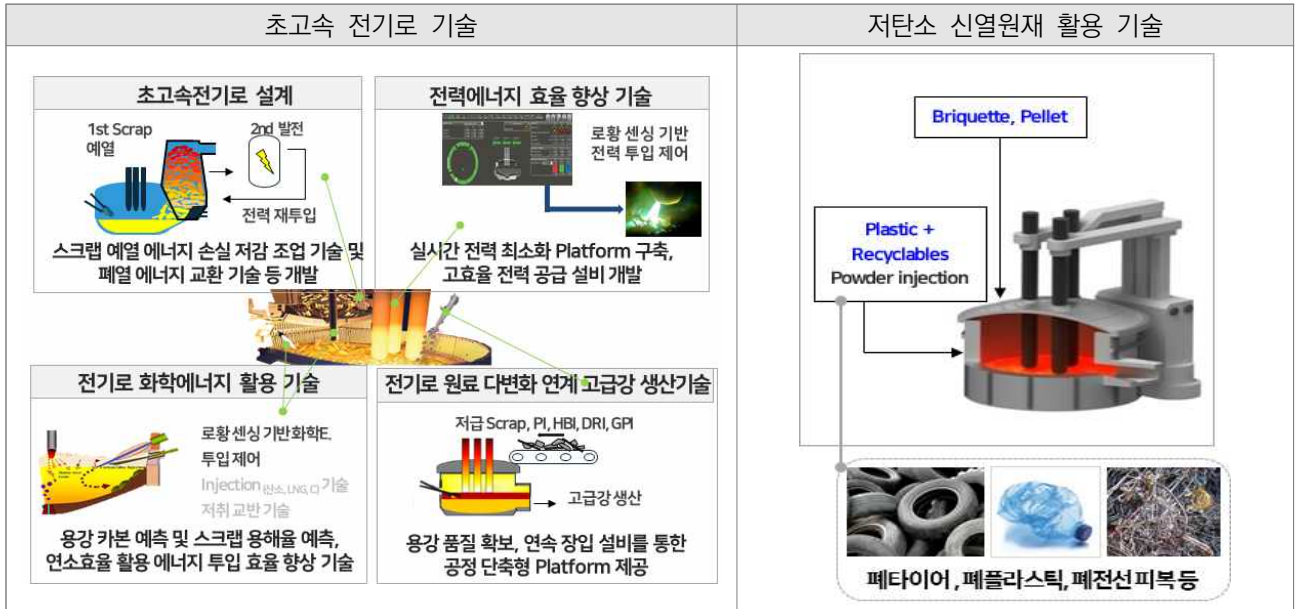 초고속 전기로 기술
초고속전기로 설계
1st Scrap
예열
2nd 발전
전력 재투입
스크랩 예열 에너지 손실 저감 조업 기술 및
폐열 에너지 교환 기술 등 개발
전력에너지 효율 향상 기술
로황 센싱 기반
전력 투입 제어
실시간 전력 최소화 Platform 구축,
고효율 전력 공급 설비 개발
전기로 화학에너지 활용 기술
로황 센싱 기반 화학E.
투입 제어
Injection (산소, LNG, C) 기술
저취 교반 기술
용강 카본 예측 및 스크랩 용해율 예측,
연소효율 활용 에너지 투입 효율 향상 기술
전기로 원료 다변화 연계 고급강 생산기술
저급 Scrap, PI, HBI, DRI, GPI
고급강 생산
용강 품질 확보, 연속 장입 설비를 통한
공정 단축형 Platform 제공
저탄소 신열원재 활용 기술
Briquette, Pellet
Plastic +
Recyclables
Powder injection
폐타이어 , 폐플라스틱, 폐전선 피복 등